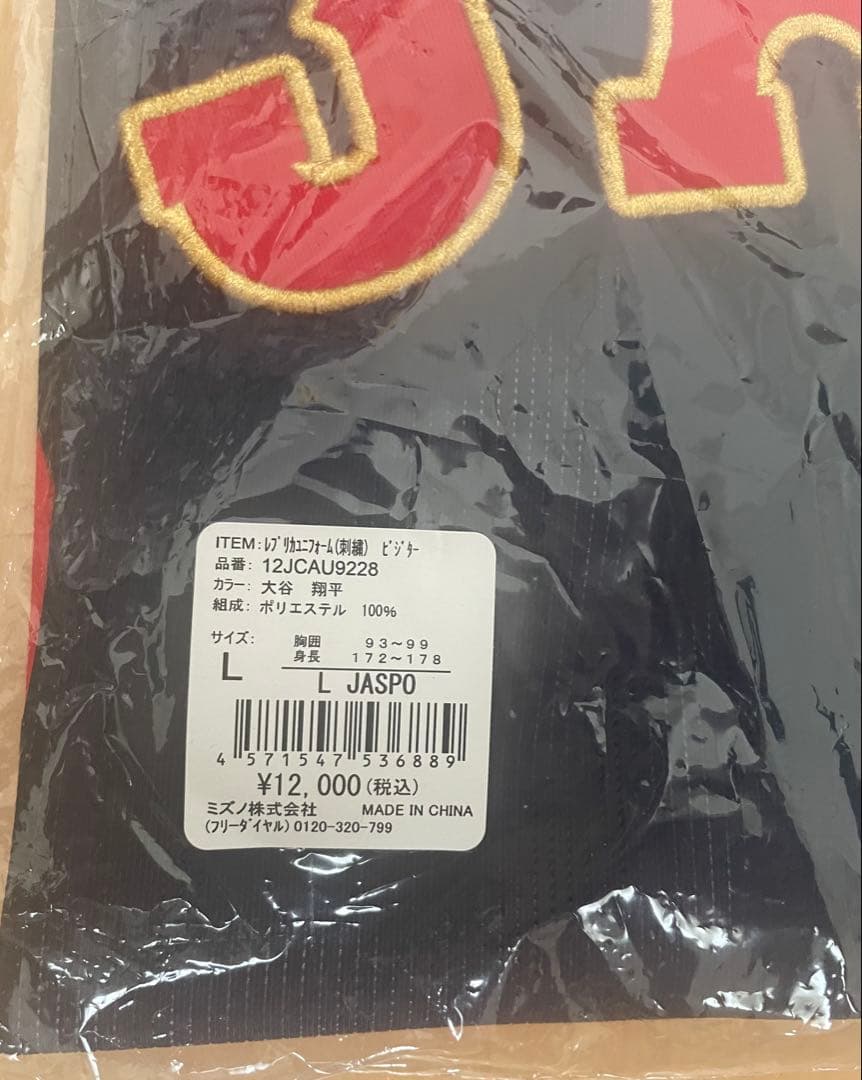 J
ITEM:ﾚﾌﾟﾘｶﾕﾆﾌｫｰﾑ(刺繍) ﾋﾞｼﾞﾀｰ
品番: 12JCAU9228
カラー: 大谷 翔平
組成: ポリエステル 100%
サイズ: 胸囲 93～99
L 身長 172～178
L JASPO
4 571547 536889
¥12,000(税込)
ミズノ株式会社 MADE IN CHINA
(フリーダイヤル) 0120-320-799